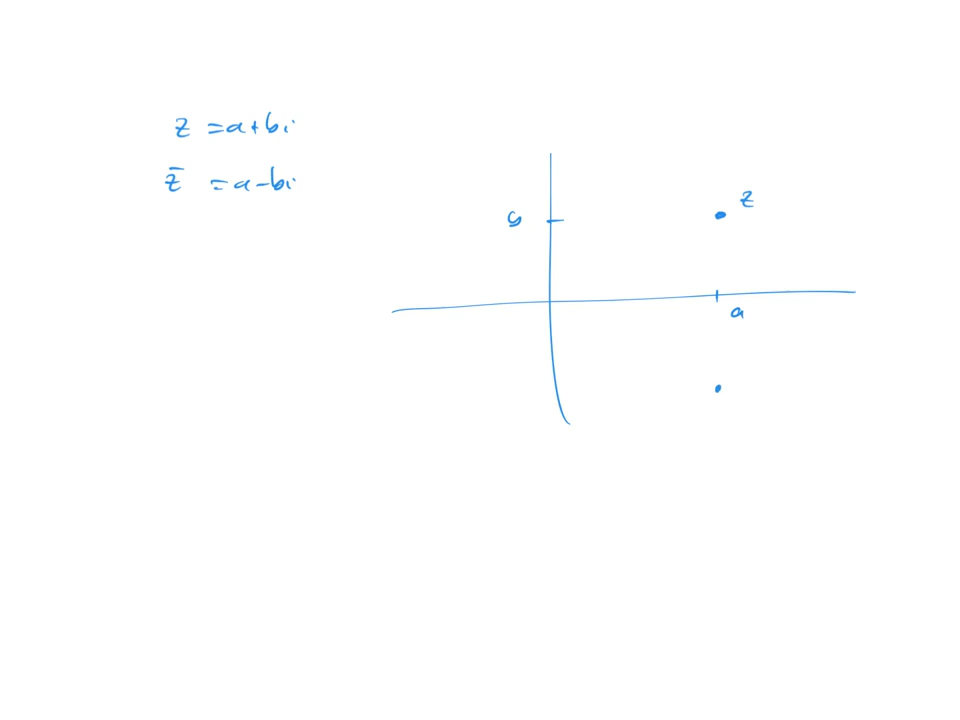 z = a + bi
z̄ = a - bi
z
b
a